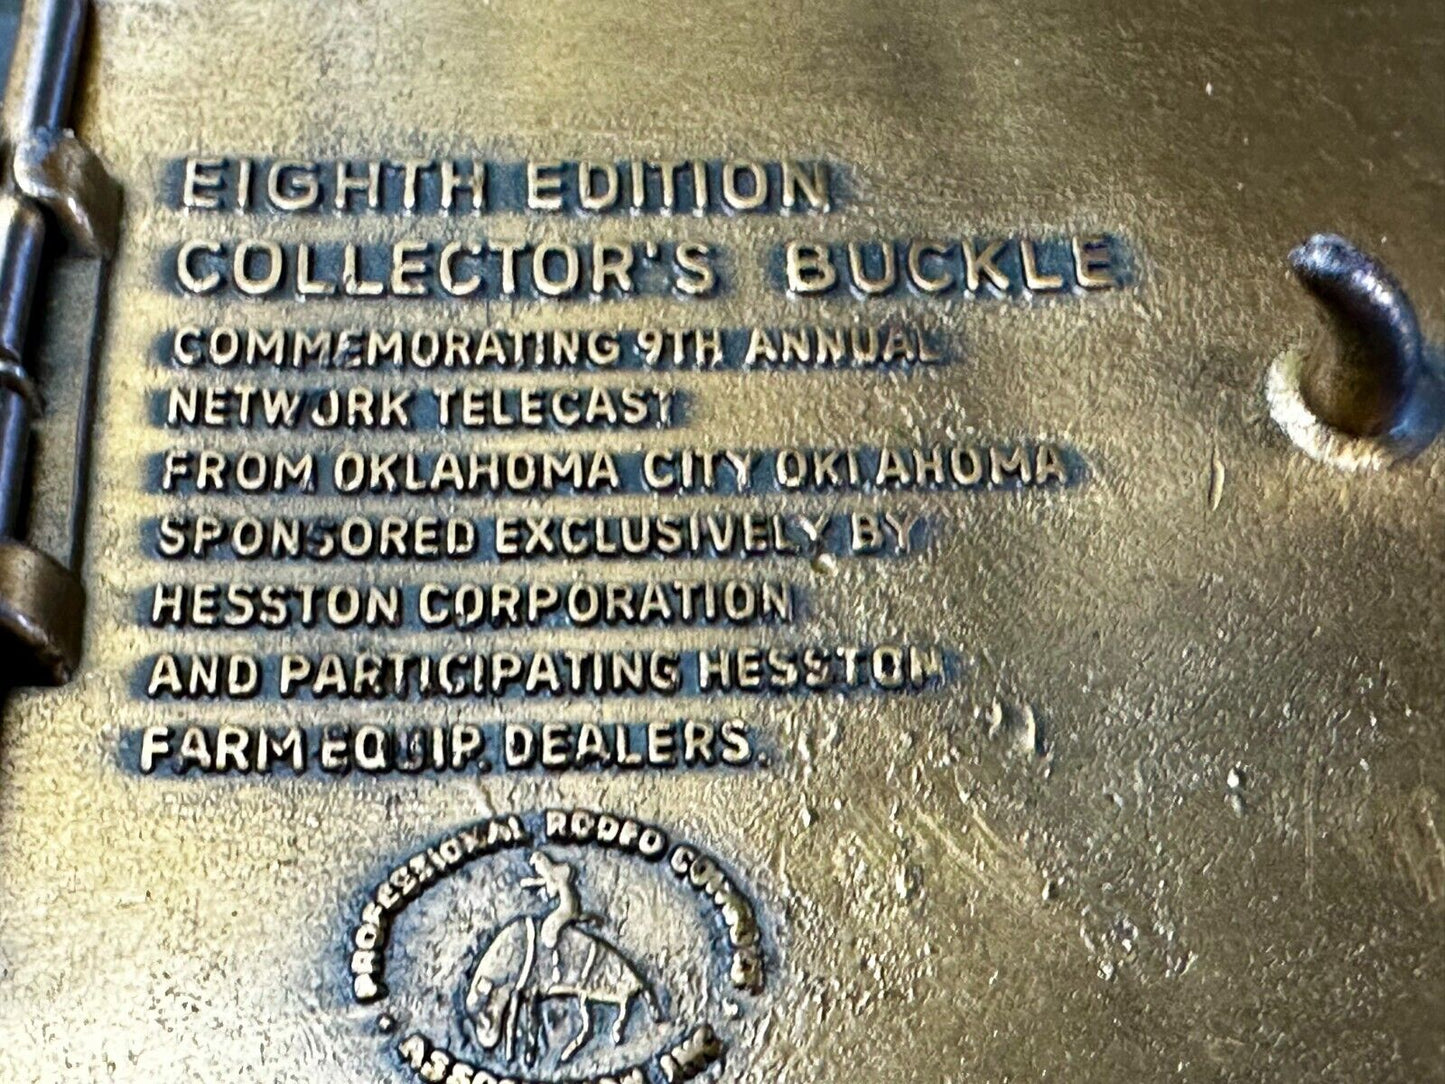 EIGHTH EDITION
COLLECTOR'S BUCKLE
COMMEMORATING 9TH ANNUAL
NETWORK TELECAST
FROM OKLAHOMA CITY OKLAHOMA
SPONSORED EXCLUSIVELY BY
HESSTON CORPORATION
AND PARTICIPATING HESSTON
FARM EQUIP. DEALERS.
PROFESSIONAL RODEO COWBOYS
ASSOCIATION INC.